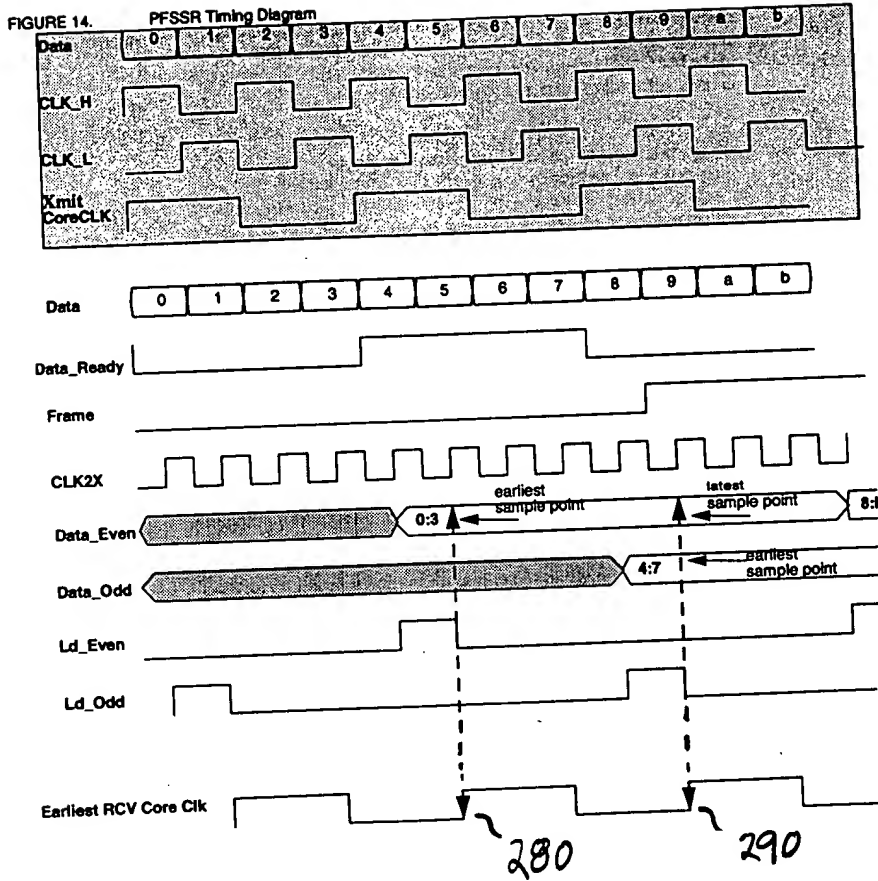 FIGURE 14. PFSSR Timing Diagram
Data 0 1 2 3 4 5 6 7 8 9 a b
CLK_H
CLK_L
Xmit
CoreCLK
Data 0 1 2 3 4 5 6 7 8 9 a b
Data_Ready
Frame
CLK2X
earliest
sample point
latest
sample point
Data_Even 0:3
Data_Odd 4:7
earliest
sample point
Ld_Even
Ld_Odd
Earliest RCV Core Clk
280 290